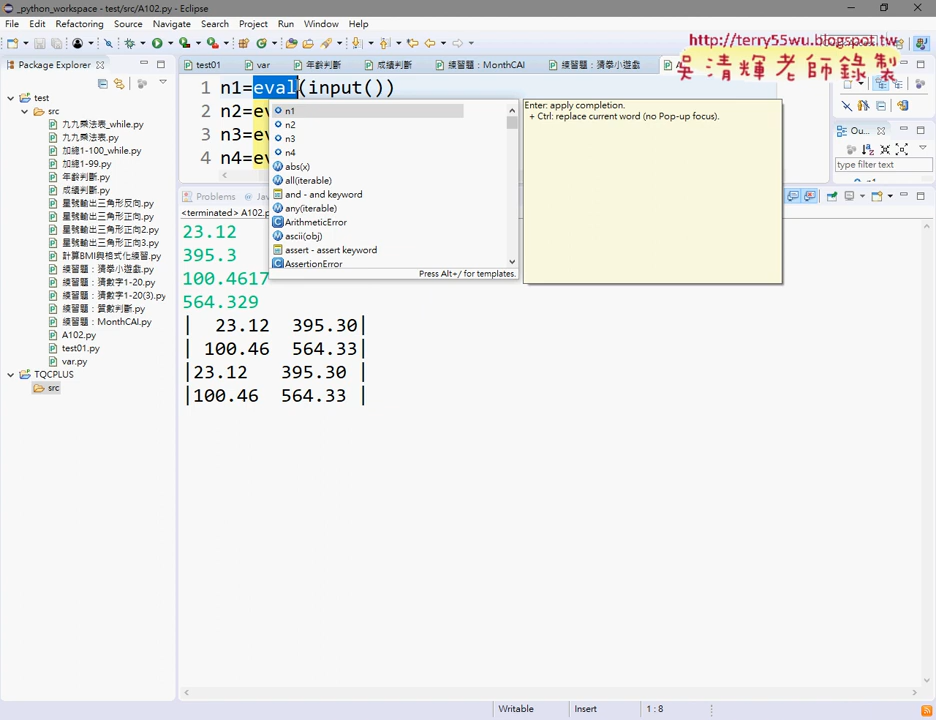 _python_workspace - test/src/A102.py - Eclipse
File Edit Refactoring Source Navigate Search Project Run Window Help
http://terry55wu.blogspot.tw
吳清輝老師錄製
Package Explorer
test01
var
年齡判斷
成績判斷
練習題：MonthCAI
練習題：猜拳小遊戲
test
src
九九乘法表_while.py
九九乘法表.py
加總1-100_while.py
加總1-99.py
年齡判斷.py
成績判斷.py
星號輸出三角形反向.py
星號輸出三角形正向.py
星號輸出三角形正向2.py
星號輸出三角形正向3.py
計算BMI與格式化練習.py
練習題：猜拳小遊戲.py
練習題：猜數字1-20.py
練習題：猜數字1-20(3).py
練習題：質數判斷.py
練習題：MonthCAI.py
A102.py
test01.py
var.py
TQCPLUS
src
1 n1=eval(input())
2 n2=ev
3 n3=ev
4 n4=ev
n1
n2
n3
n4
abs(x)
all(iterable)
and - and keyword
any(iterable)
ArithmeticError
ascii(obj)
assert - assert keyword
AssertionError
Press Alt+/ for templates.
Enter: apply completion.
+ Ctrl: replace current word (no Pop-up focus).
Ou...
type filter text
Problems
<terminated> A102.p
23.12
395.3
100.4617
564.329
|  23.12  395.30|
| 100.46  564.33|
|23.12   395.30 |
|100.46  564.33 |
Writable Insert 1 : 8